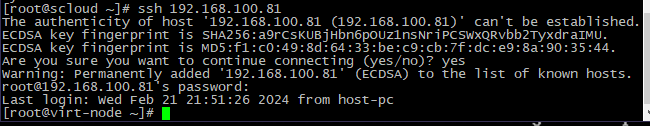 [root@scloud ~]# ssh 192.168.100.81
The authenticity of host '192.168.100.81 (192.168.100.81)' can't be established.
ECDSA key fingerprint is SHA256:a9rCsKUBjHbn6pOUz1nsNriPCSWxQRvbb2TyxdraIMU.
ECDSA key fingerprint is MD5:f1:c0:49:8d:64:33:be:c9:cb:7f:dc:e9:8a:90:35:44.
Are you sure you want to continue connecting (yes/no)? yes
Warning: Permanently added '192.168.100.81' (ECDSA) to the list of known hosts.
root@192.168.100.81's password:
Last login: Wed Feb 21 21:51:26 2024 from host-pc
[root@virt-node ~]#